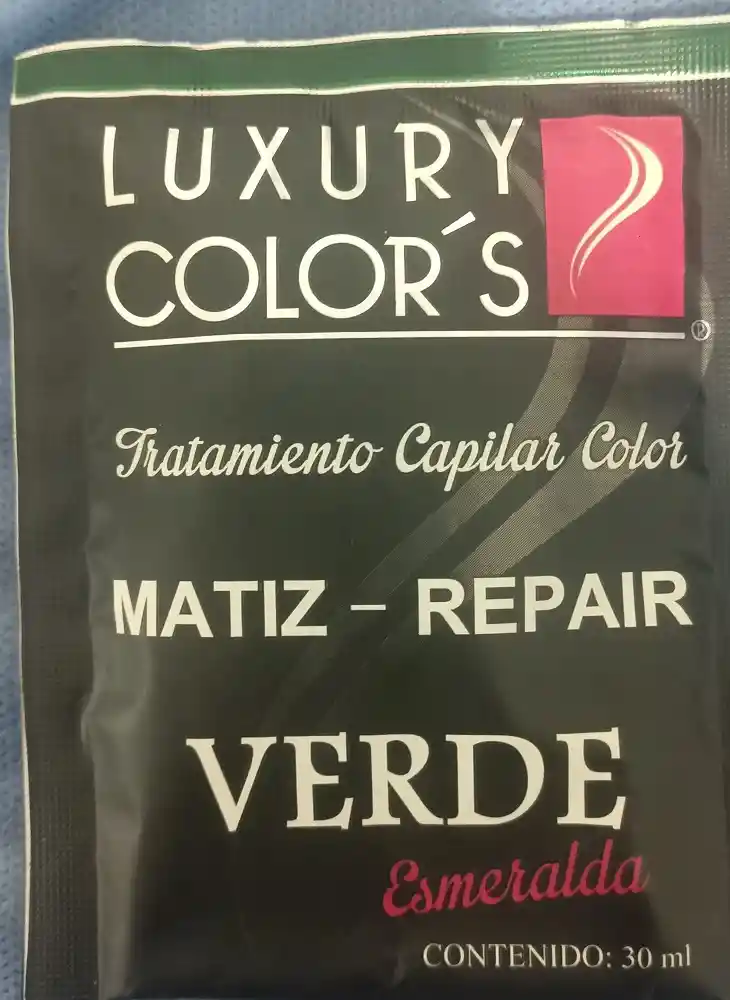 LUXURY
COLOR´S
®
Tratamiento Capilar Color
MATIZ – REPAIR
VERDE
Esmeralda
CONTENIDO: 30 ml